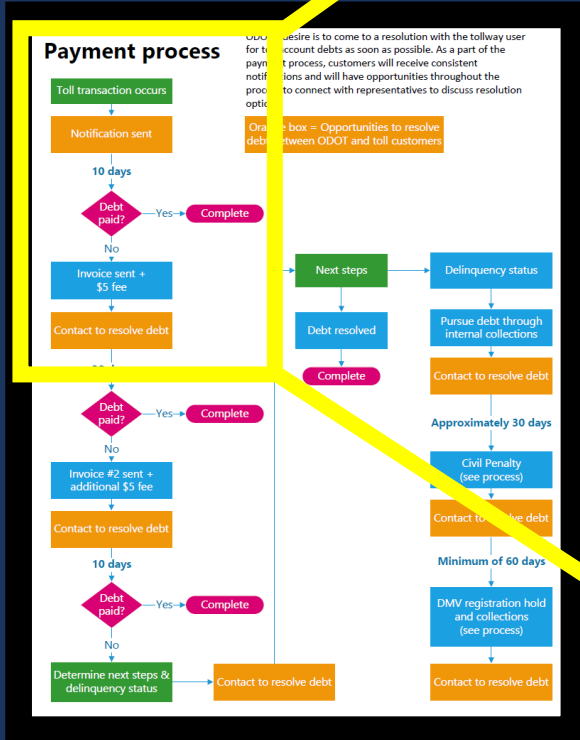 Payment process
desire is to come to a resolution with the tollway user
for account debts as soon as possible. As a part of the
process, customers will receive consistent
and will have opportunities throughout the
to connect with representatives to discuss resolution
Toll transaction occurs
Notification sent
box = Opportunities to resolve
between ODOT and toll customers
10 days
Debt
paid?
Yes
Complete
No
Invoice sent +
$5 fee
Contact to resolve debt
Debt
paid?
Yes
Complete
No
Invoice #2 sent +
additional $5 fee
Contact to resolve debt
10 days
Debt
paid?
Yes
Complete
No
Determine next steps &
delinquency status
Contact to resolve debt
Next steps
Debt resolved
Complete
Delinquency status
Pursue debt through
internal collections
Contact to resolve debt
Approximately 30 days
Civil Penalty
(see process)
Contact to resolve debt
Minimum of 60 days
DMV registration hold
and collections
(see process)
Contact to resolve debt